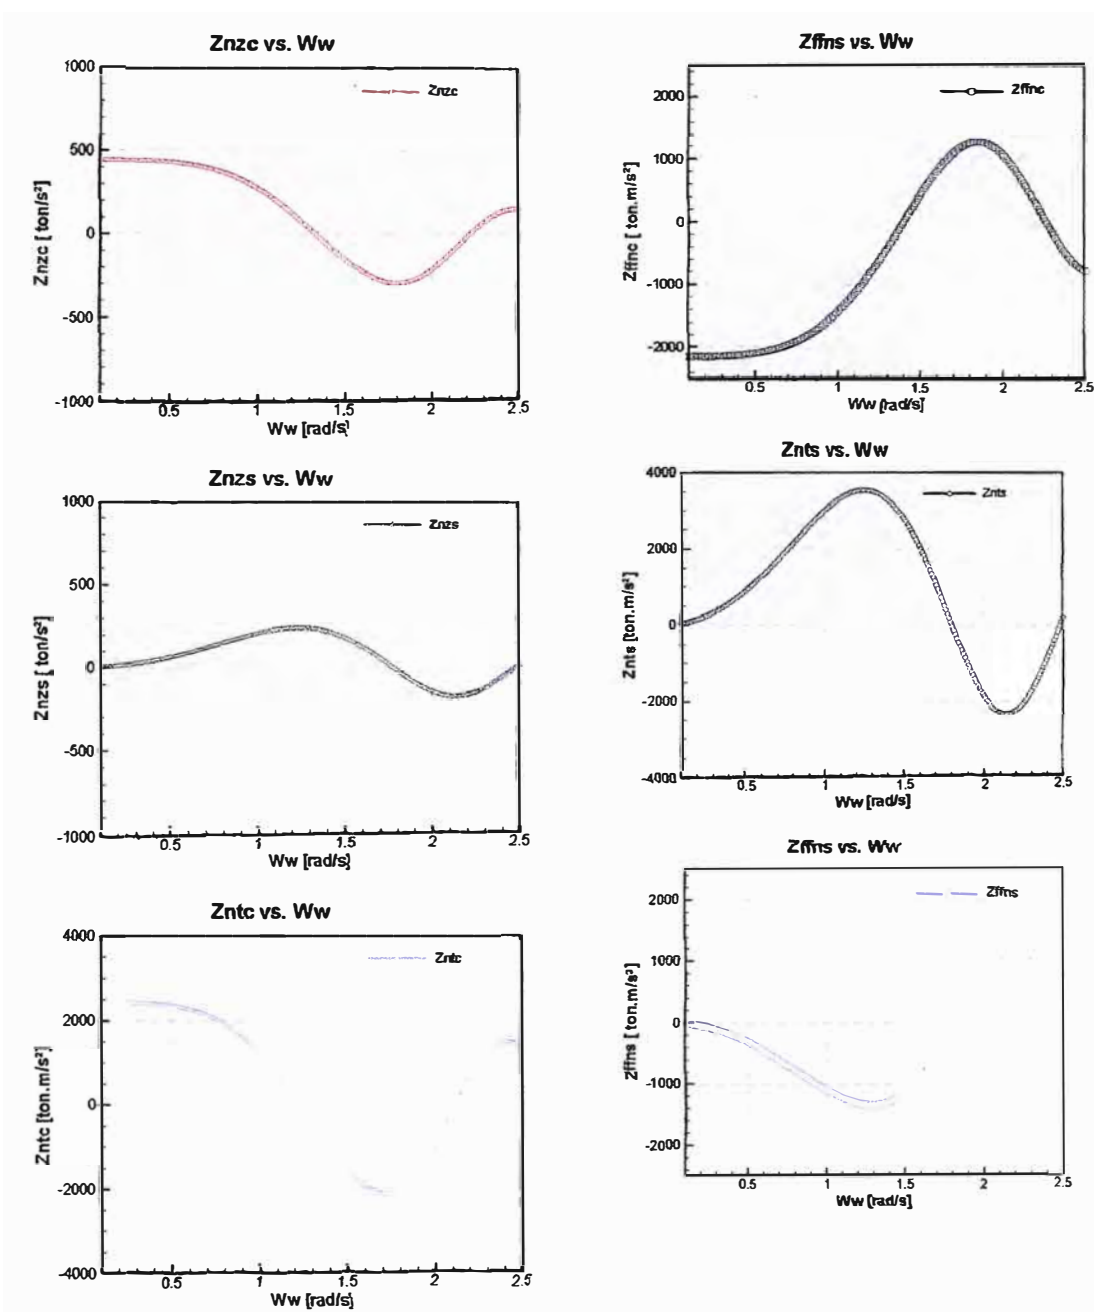 Znzc vs. Ww
1000
500
0
-500
-1000
Znzc [ ton/s²]
Znzc
0.5 1 1.5 2 2.5
Ww [rad/s]
Znzs vs. Ww
1000
500
0
-500
-1000
Znzs [ ton/s²]
Znzs
0.5 1 1.5 2 2.5
Ww [rad/s]
Zntc vs. Ww
4000
2000
0
-2000
-4000
Zntc [ton.m/s²]
Zntc
0.5 1 1.5 2 2.5
Ww [rad/s]
Zffns vs. Ww
2000
1000
0
-1000
-2000
Zffnc [ ton.m/s²]
Zffnc
0.5 1 1.5 2 2.5
Ww [rad/s]
Znts vs. Ww
4000
2000
0
-2000
-4000
Znts [ton.m/s²]
Znts
0.5 1 1.5 2 2.5
Ww [rad/s]
Zffns vs. Ww
2000
1000
0
-1000
-2000
Zffns [ ton.m/s²]
Zffns
0.5 1 1.5 2 2.5
Ww [rad/s]